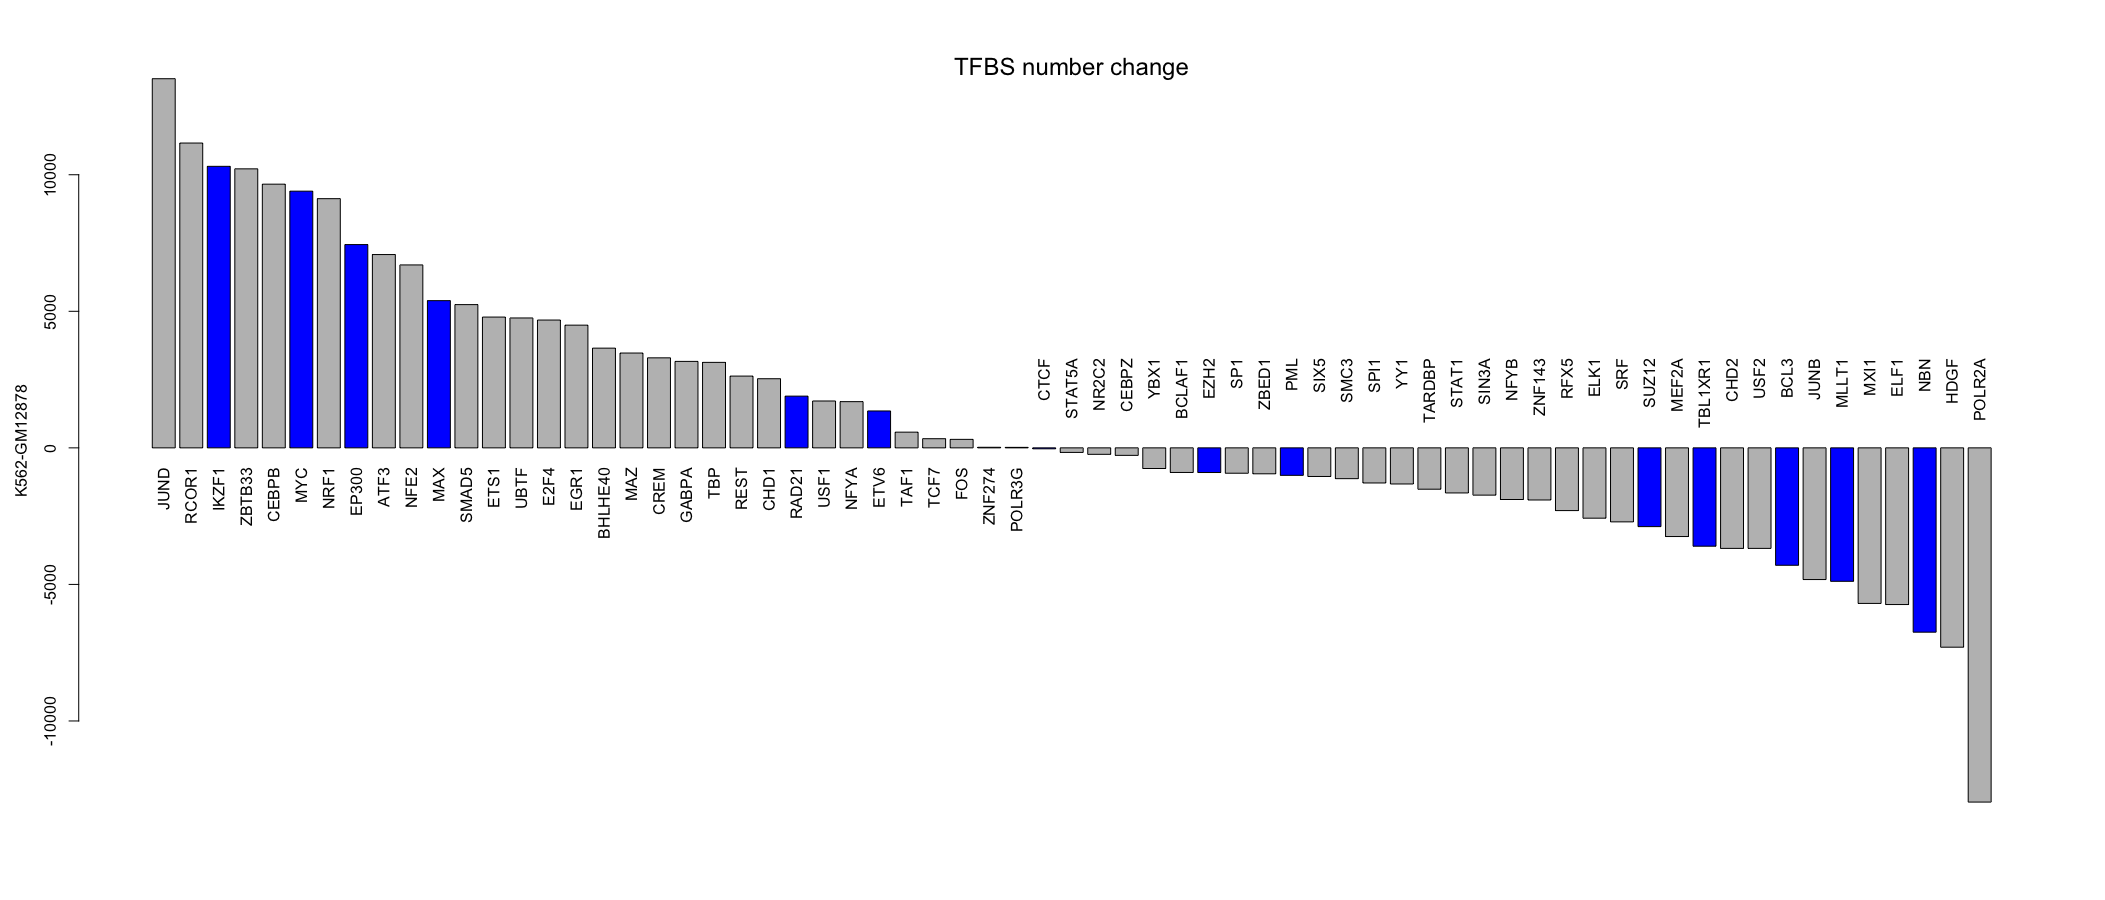 TFBS number change
K562-GM12878
10000
5000
0
-5000
-10000
JUND
RCOR1
IKZF1
ZBTB33
CEBPB
MYC
NRF1
EP300
ATF3
NFE2
MAX
SMAD5
ETS1
UBTF
E2F4
EGR1
BHLHE40
MAZ
CREM
GABPA
TBP
REST
CHD1
RAD21
USF1
NFYA
ETV6
TAF1
TCF7
FOS
ZNF274
POLR3G
CTCF
STAT5A
NR2C2
CEBPZ
YBX1
BCLAF1
EZH2
SP1
ZBED1
PML
SIX5
SMC3
SPI1
YY1
TARDBP
STAT1
SIN3A
NFYB
ZNF143
RFX5
ELK1
SRF
SUZ12
MEF2A
TBL1XR1
CHD2
USF2
BCL3
JUNB
MLLT1
MXI1
ELF1
NBN
HDGF
POLR2A